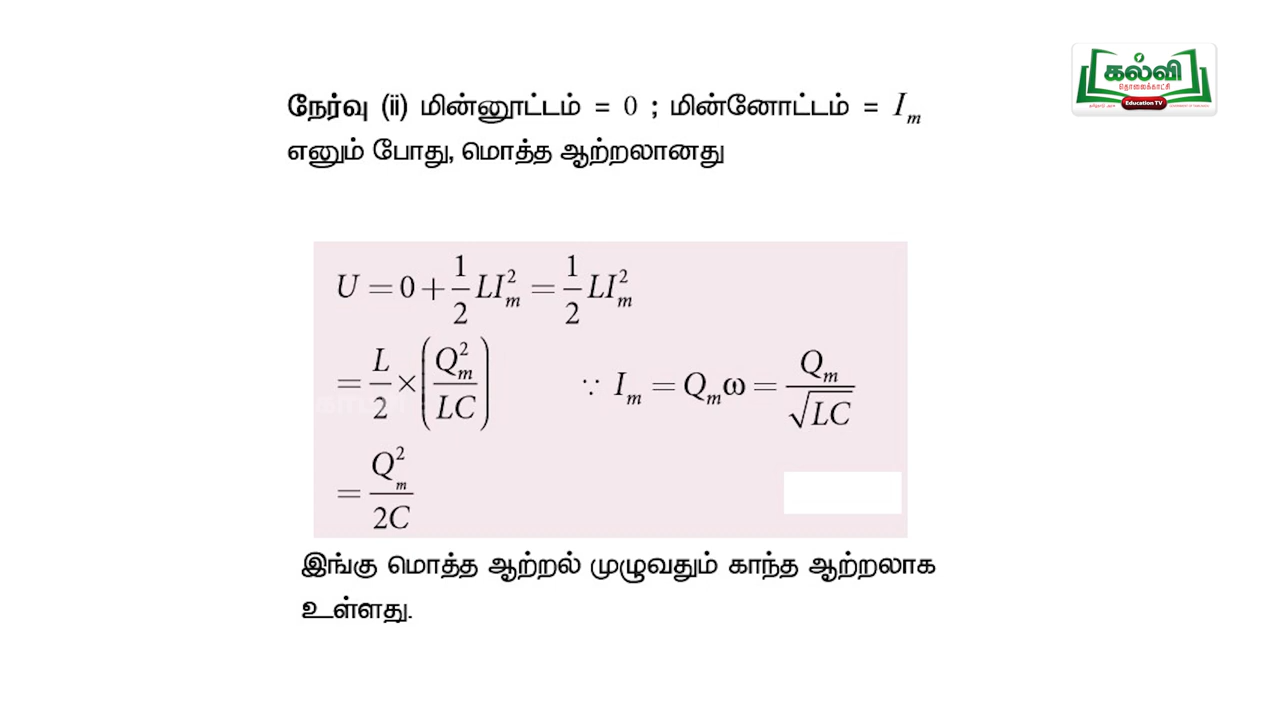 கல்வி
தொலைக்காட்சி
Education TV
நேர்வு (ii) மின்னூட்டம் = 0 ; மின்னோட்டம் = I_m
எனும் போது, மொத்த ஆற்றலானது
U = 0 + 1/2 LI_m^2 = 1/2 LI_m^2
= L/2 × (Q_m^2/LC) ∵ I_m = Q_m ω = Q_m/√LC
= Q_m^2/2C
இங்கு மொத்த ஆற்றல் முழுவதும் காந்த ஆற்றலாக
உள்ளது.